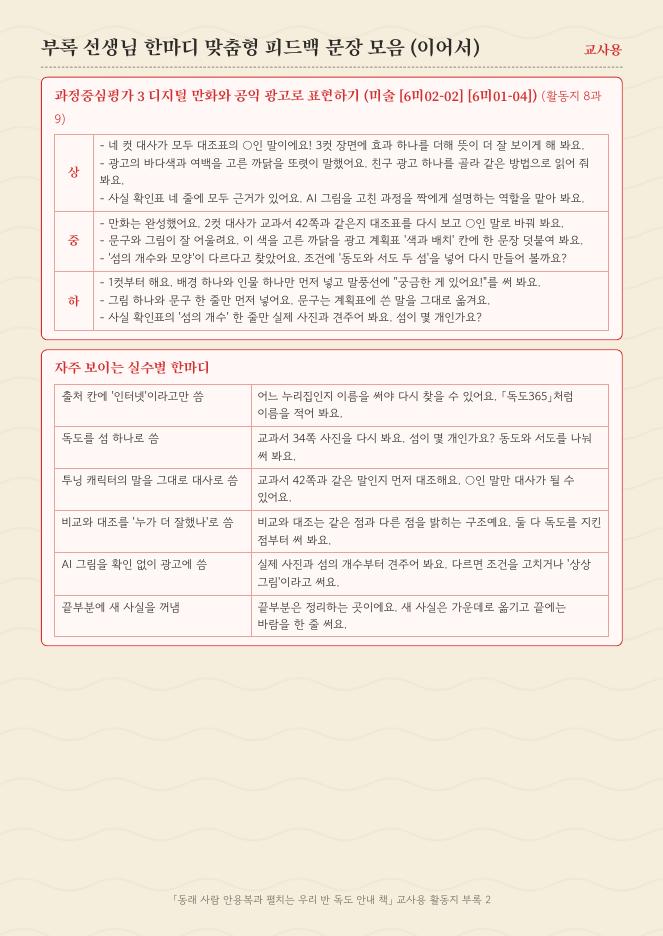 부록 선생님 한마디 맞춤형 피드백 문장 모음 (이어서)
교사용
과정중심평가 3 디지털 만화와 공익 광고로 표현하기 (미술 [6미02-02] [6미01-04]) (활동지 8과
9)
상
- 네 컷 대사가 모두 대조표의 ○인 말이에요! 3컷 장면에 효과 하나를 더해 뜻이 더 잘 보이게 해 봐요.
- 광고의 바다색과 여백을 고른 까닭을 또렷이 말했어요. 친구 광고 하나를 골라 같은 방법으로 읽어 줘
봐요.
- 사실 확인표 네 줄에 모두 근거가 있어요. AI 그림을 고친 과정을 짝에게 설명하는 역할을 맡아 봐요.
중
- 만화는 완성했어요. 2컷 대사가 교과서 42쪽과 같은지 대조표를 다시 보고 ○인 말로 바꿔 봐요.
- 문구와 그림이 잘 어울려요. 이 색을 고른 까닭을 광고 계획표 '색과 배치' 칸에 한 문장 덧붙여 봐요.
- '섬의 개수와 모양'이 다르다고 찾았어요. 조건에 '동도와 서도 두 섬'을 넣어 다시 만들어 볼까요?
하
- 1컷부터 해요. 배경 하나와 인물 하나만 먼저 넣고 말풍선에 "궁금한 게 있어요!"를 써 봐요.
- 그림 하나와 문구 한 줄만 먼저 넣어요. 문구는 계획표에 쓴 말을 그대로 옮겨요.
- 사실 확인표의 '섬의 개수' 한 줄만 실제 사진과 견주어 봐요. 섬이 몇 개인가요?
자주 보이는 실수별 한마디
출처 칸에 '인터넷'이라고만 씀
어느 누리집인지 이름을 써야 다시 찾을 수 있어요. 「독도365」처럼
이름을 적어 봐요.
독도를 섬 하나로 씀
교과서 34쪽 사진을 다시 봐요. 섬이 몇 개인가요? 동도와 서도를 나눠
써 봐요.
투닝 캐릭터의 말을 그대로 대사로 씀
교과서 42쪽과 같은 말인지 먼저 대조해요. ○인 말만 대사가 될 수
있어요.
비교와 대조를 '누가 더 잘했나'로 씀
비교와 대조는 같은 점과 다른 점을 밝히는 구조예요. 둘 다 독도를 지킨
점부터 써 봐요.
AI 그림을 확인 없이 광고에 씀
실제 사진과 섬의 개수부터 견주어 봐요. 다르면 조건을 고치거나 '상상
그림'이라고 써요.
끝부분에 새 사실을 꺼냄
끝부분은 정리하는 곳이에요. 새 사실은 가운데로 옮기고 끝에는
바람을 한 줄 써요.
「동래 사람 안용복과 펼치는 우리 반 독도 안내 책」 교사용 활동지 부록 2